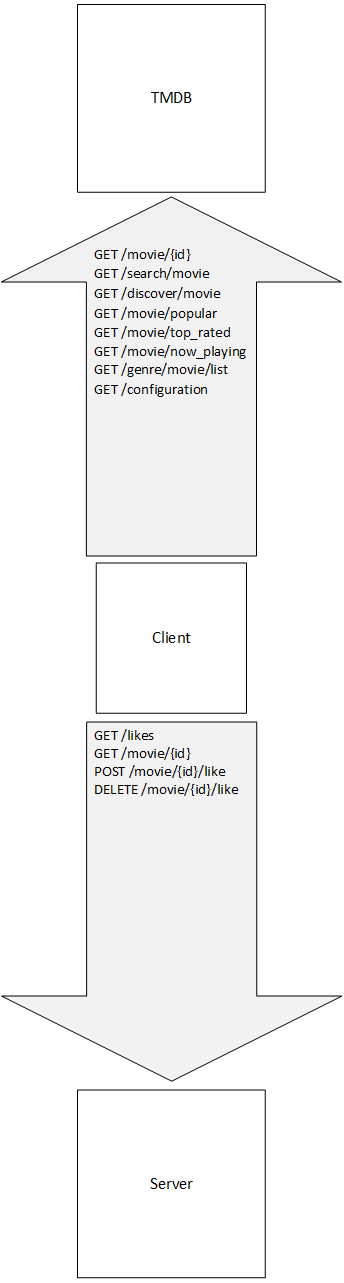 TMDB
GET /movie/{id}
GET /search/movie
GET /discover/movie
GET /movie/popular
GET /movie/top_rated
GET /movie/now_playing
GET /genre/movie/list
GET /configuration
Client
GET /likes
GET /movie/{id}
POST /movie/{id}/like
DELETE /movie/{id}/like
Server